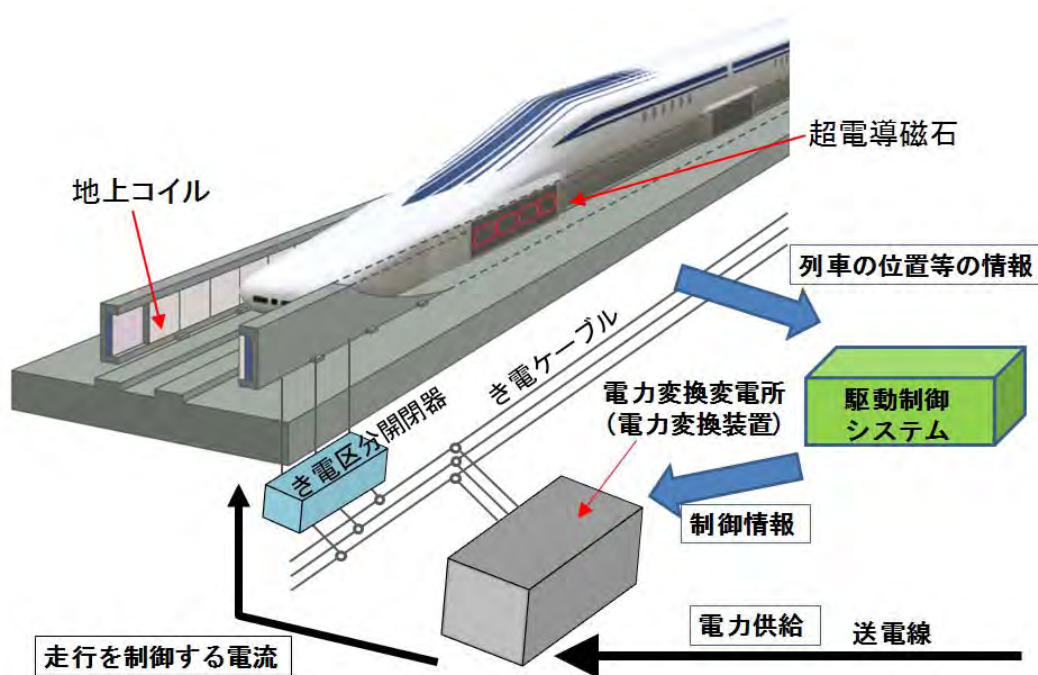 超電導磁石
地上コイル
列車の位置等の情報
き電ケーブル
電力変換変電所
（電力変換装置）
駆動制御
システム
き電区分開閉器
制御情報
電力供給
送電線
走行を制御する電流